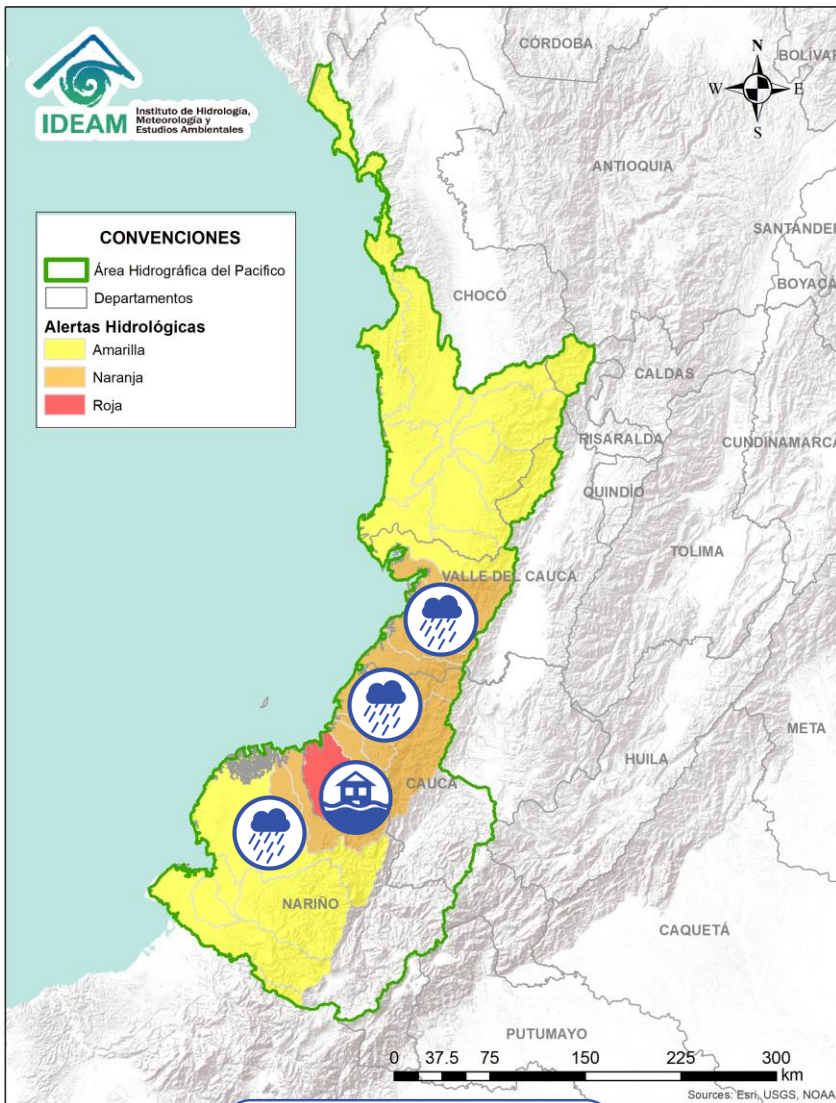 IDEAM
Instituto de Hidrología,
Meteorología y
Estudios Ambientales
CÓRDOBA
BOLÍVAR
N
W
E
S
ANTIOQUIA
SANTANDER
BOYACÁ
CONVENCIONES
Área Hidrográfica del Pacifico
Departamentos
Alertas Hidrológicas
Amarilla
Naranja
Roja
CHOCÓ
CALDAS
RISARALDA
CUNDINAMARCA
QUINDÍO
TOLIMA
VALLE DEL CAUCA
META
HUILA
CAUCA
NARIÑO
CAQUETÁ
PUTUMAYO
0 37.5 75 150 225 300
km
Sources: Esri, USGS, NOAA